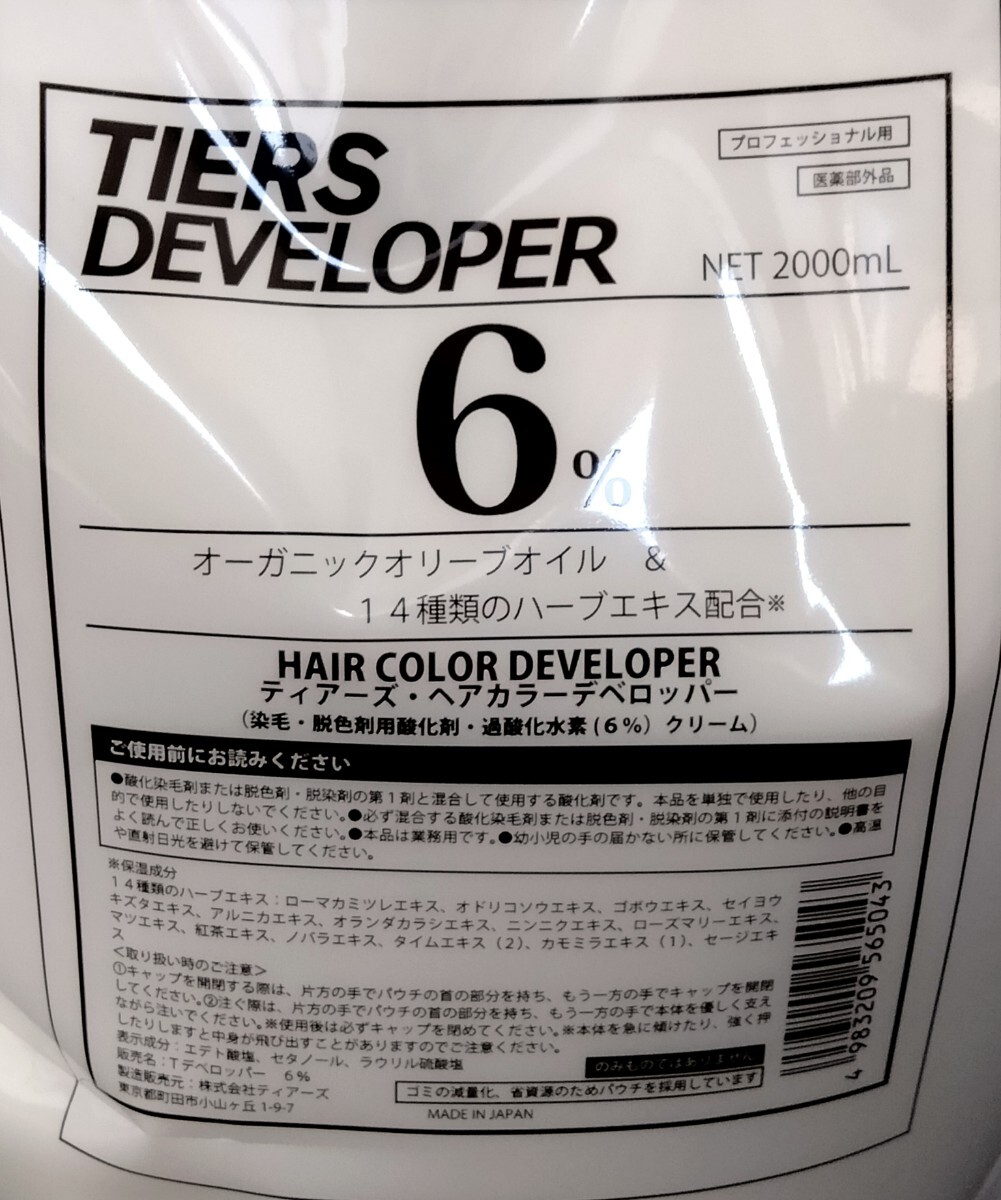 TIERS
DEVELOPER
プロフェッショナル用
医薬部外品
NET 2000mL
6%
オーガニックオリーブオイル &
14種類のハーブエキス配合※
HAIR COLOR DEVELOPER
ティアーズ・ヘアカラーデベロッパー
(染毛・脱色剤用酸化剤・過酸化水素(6%)クリーム)
ご使用前にお読みください
●酸化染毛剤または脱色剤・脱染剤の第1剤と混合して使用する酸化剤です。本品を単独で使用したり、他の目
的で使用したりしないでください。●必ず混合する酸化染毛剤または脱色剤・脱染剤の第1剤に添付の説明書を
よく読んで正しくお使いください。●本品は業務用です。●幼小児の手の届かない所に保管してください。●高温
や直射日光を避けて保管してください。
※保湿成分
14種類のハーブエキス:ローマカミツレエキス、オドリコソウエキス、ゴボウエキス、セイヨウ
キズタエキス、アルニカエキス、オランダカラシエキス、ニンニクエキス、ローズマリーエキス、
マツエキス、紅茶エキス、ノバラエキス、タイムエキス(2)、カモミラエキス(1)、セージエキ
ス
<取り扱い時のご注意>
①キャップを開閉する際は、片方の手でパウチの首の部分を持ち、もう一方の手でキャップを開閉
してください。②注ぐ際は、片方の手でパウチの首の部分を持ち、もう一方の手で本体を優しく支え
ながら注いでください。※使用後は必ずキャップを閉めてください。※本体を急に傾けたり、強く押
したりしますと中身が飛び出すことがありますのでご注意ください。
表示成分:エデト酸塩、セタノール、ラウリル硫酸塩
のみものではありません
販売名:Tデベロッパー 6%
製造販売元:株式会社ティアーズ
ゴミの減量化、省資源のためパウチを採用しています
東京都町田市小山ヶ丘1-9-7
MADE IN JAPAN
4 983209 565043